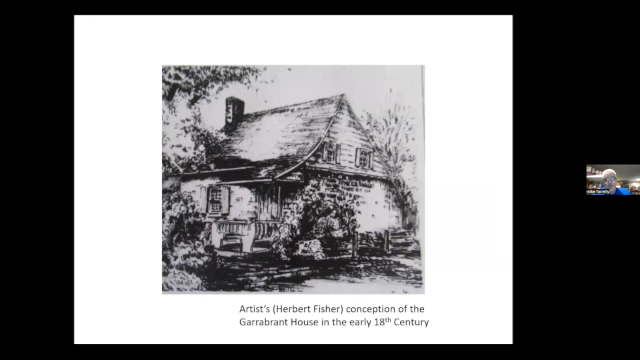 Artist's (Herbert Fisher) conception of the
Garrabrant House in the early 18th Century